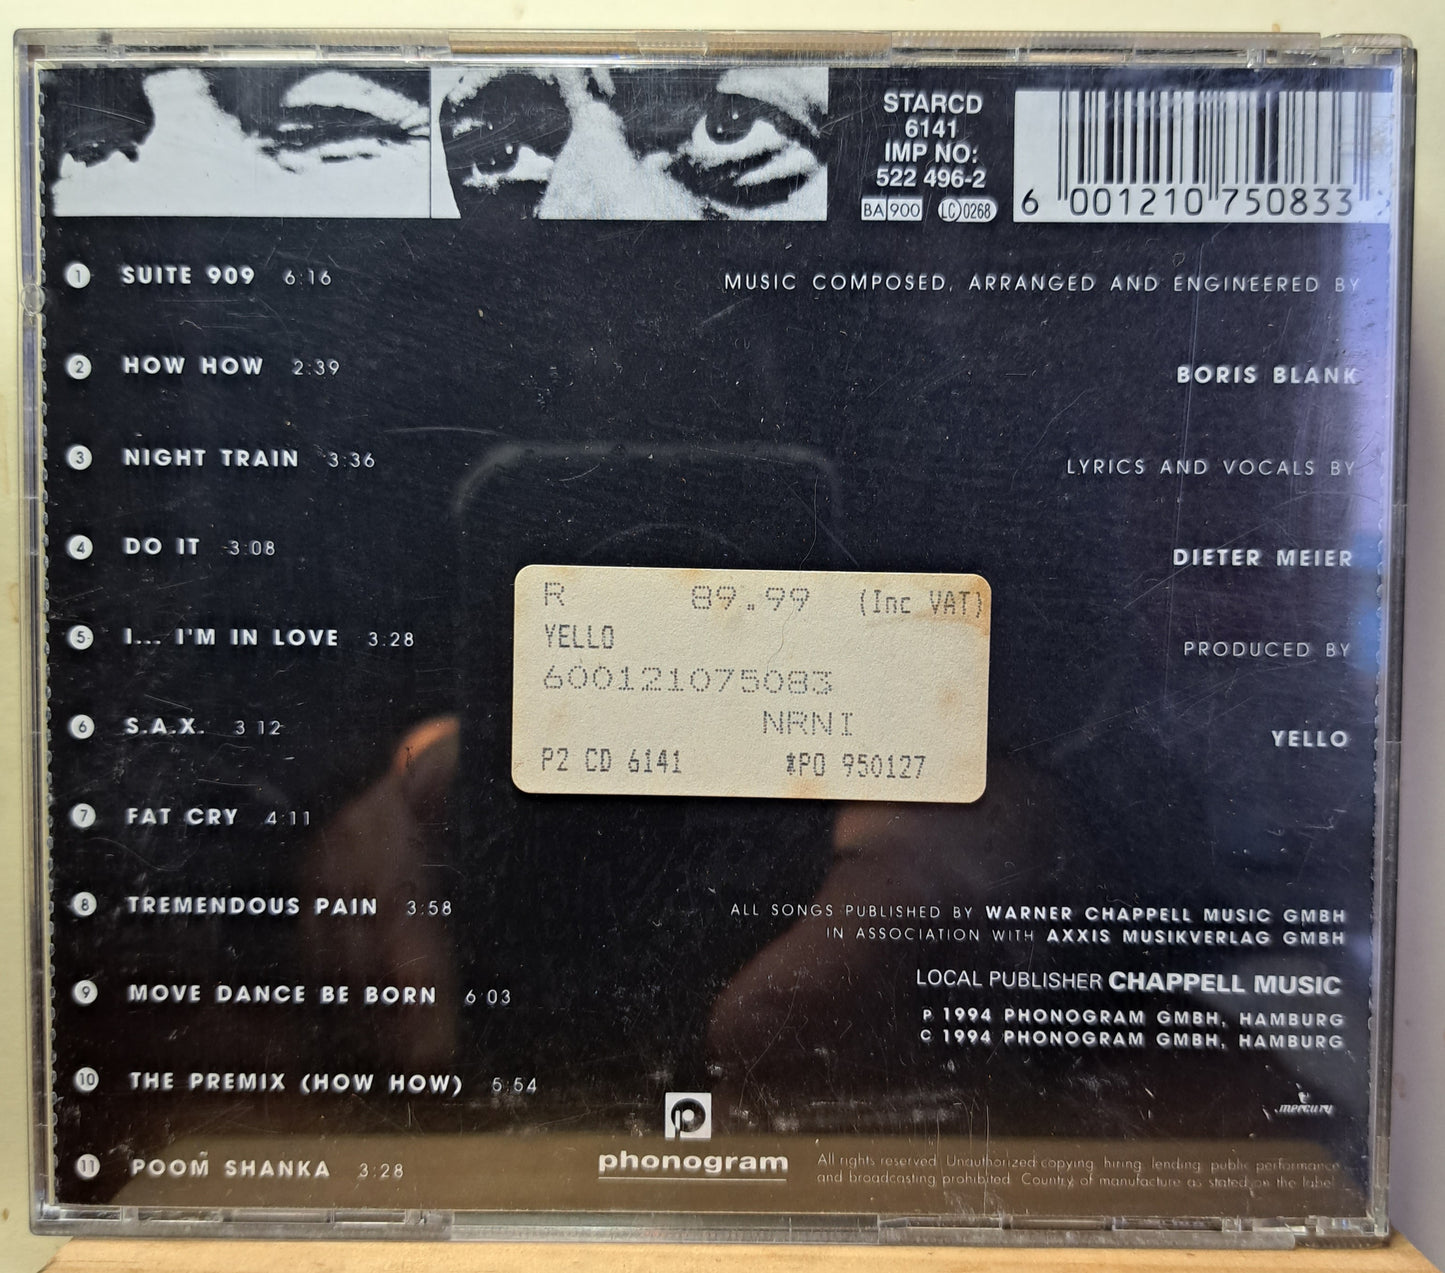 STARCD
6141
IMP NO:
522 496-2
BA 900 LC 0268
6 001210 750833
1 SUITE 909 6:16
2 HOW HOW 2:39
3 NIGHT TRAIN 3:36
4 DO IT 3:08
5 I... I'M IN LOVE 3:28
6 S.A.X. 3 12
7 FAT CRY 4:11
8 TREMENDOUS PAIN 3:58
9 MOVE DANCE BE BORN 6:03
10 THE PREMIX (HOW HOW) 5:54
11 POOM SHANKA 3:28
MUSIC COMPOSED, ARRANGED AND ENGINEERED BY
BORIS BLANK
LYRICS AND VOCALS BY
DIETER MEIER
PRODUCED BY
YELLO
R 89.99 (Inc VAT)
YELLO
600121075083
NRNI
P2 CD 6141 *PO 950127
ALL SONGS PUBLISHED BY WARNER CHAPPELL MUSIC GMBH
IN ASSOCIATION WITH AXXIS MUSIKVERLAG GMBH
LOCAL PUBLISHER CHAPPELL MUSIC
P 1994 PHONOGRAM GMBH, HAMBURG
C 1994 PHONOGRAM GMBH, HAMBURG
mercury
p
phonogram
All rights reserved Unauthorized copying, hiring, lending, public performance
and broadcasting prohibited. Country of manufacture as stated on the label